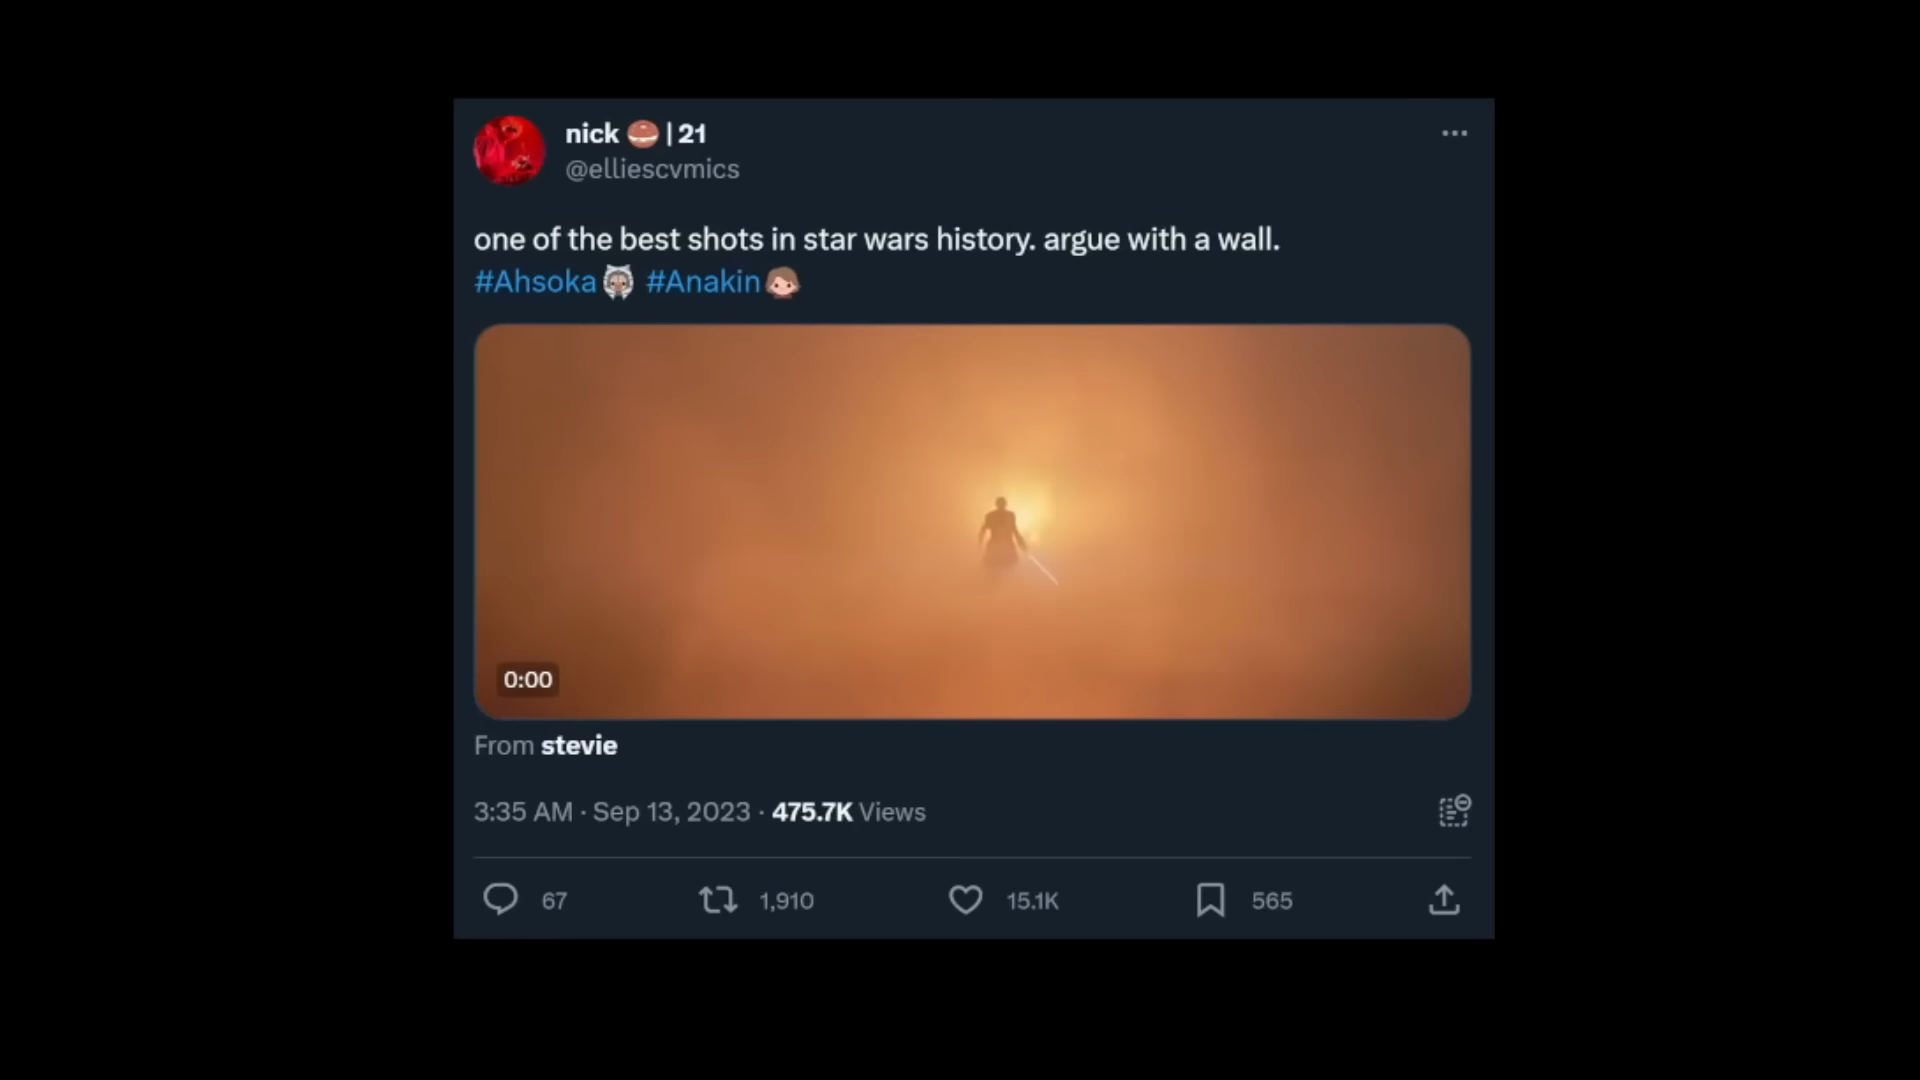 nick | 21
@elliescvmics
one of the best shots in star wars history. argue with a wall.
#Ahsoka #Anakin
0:00
From stevie
3:35 AM · Sep 13, 2023 · 475.7K Views
67 1,910 15.1K 565